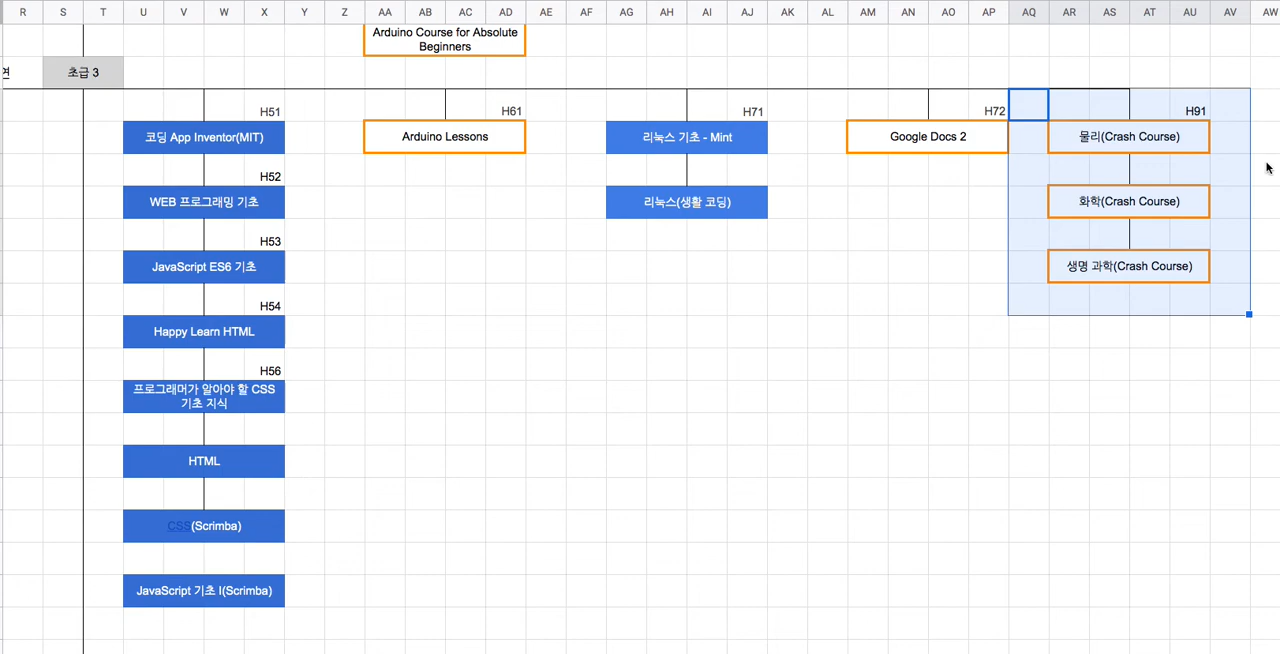 R S T U V W X Y Z AA AB AC AD AE AF AG AH AI AJ AK AL AM AN AO AP AQ AR AS AT AU AV AW
Arduino Course for Absolute
Beginners
연 초급 3
H51 H61 H71 H72 H91
코딩 App Inventor(MIT) Arduino Lessons 리눅스 기초 - Mint Google Docs 2 물리(Crash Course)
H52
WEB 프로그래밍 기초 리눅스(생활 코딩) 화학(Crash Course)
H53
JavaScript ES6 기초 생명 과학(Crash Course)
H54
Happy Learn HTML
H56
프로그래머가 알아야 할 CSS
기초 지식
HTML
CSS(Scrimba)
JavaScript 기초 I(Scrimba)